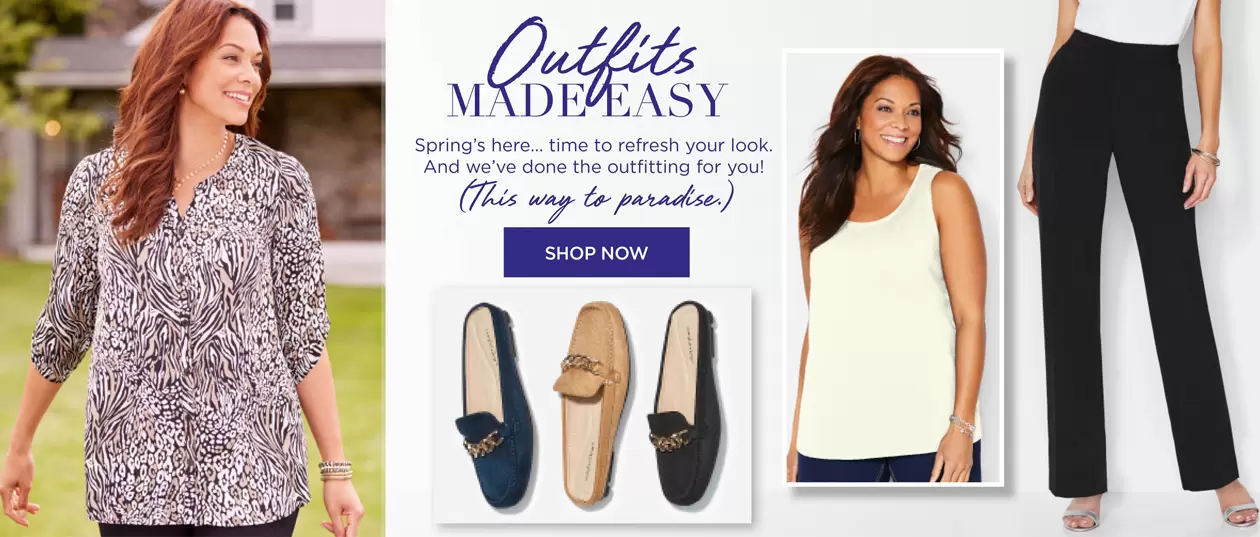 Outfits
MADE EASY
Spring's here... time to refresh your look.
And we've done the outfitting for you!
(This way to paradise.)
SHOP NOW